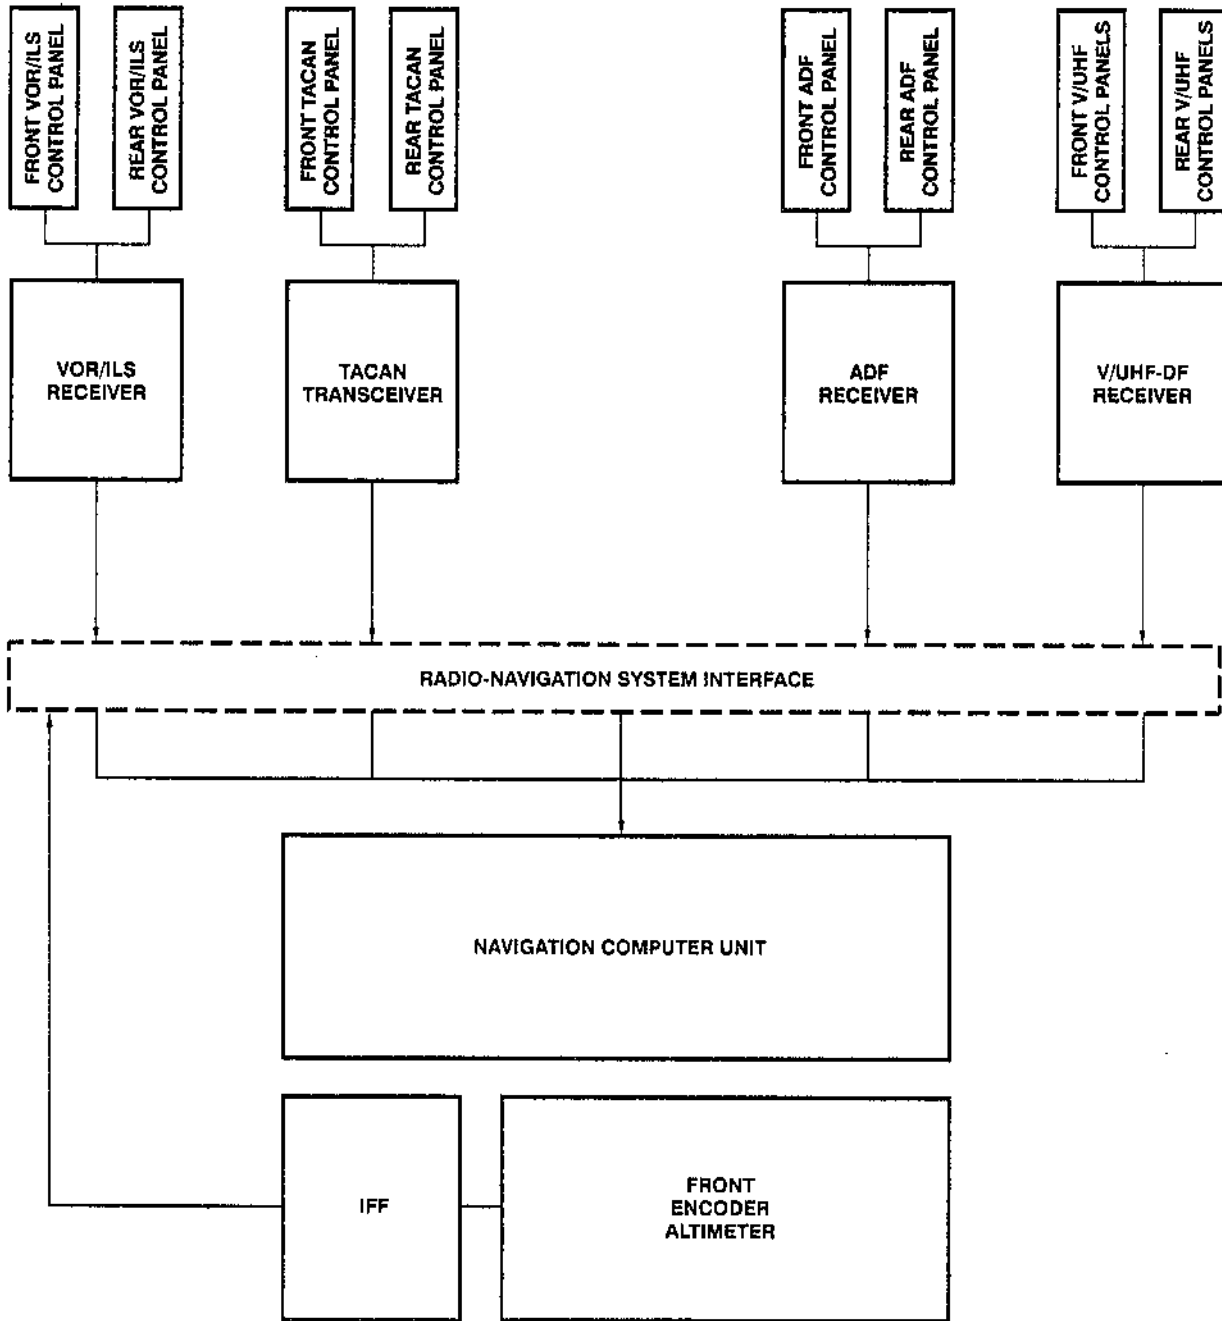 FRONT VOR/ILS
CONTROL PANEL
REAR VOR/ILS
CONTROL PANEL
FRONT TACAN
CONTROL PANEL
REAR TACAN
CONTROL PANEL
FRONT ADF
CONTROL PANEL
REAR ADF
CONTROL PANEL
FRONT V/UHF
CONTROL PANELS
REAR V/UHF
CONTROL PANELS
VOR/ILS
RECEIVER
TACAN
TRANSCEIVER
ADF
RECEIVER
V/UHF-DF
RECEIVER
RADIO-NAVIGATION SYSTEM INTERFACE
NAVIGATION COMPUTER UNIT
IFF
FRONT
ENCODER
ALTIMETER